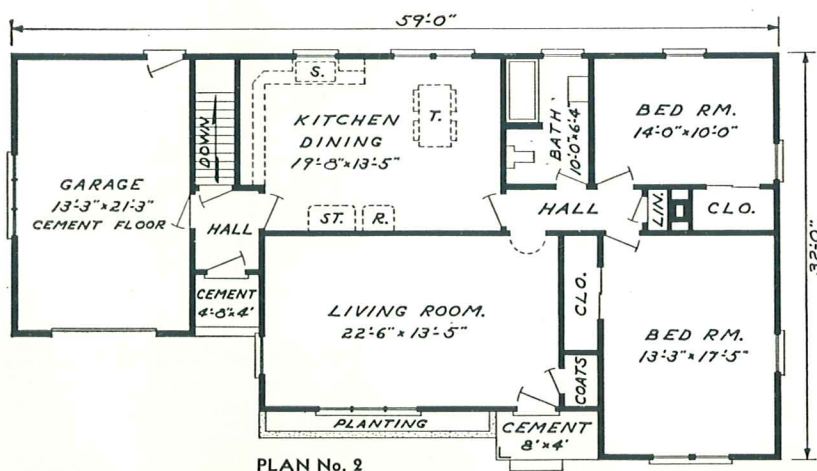 59'-0"
S.
T.
KITCHEN
DINING
19'-8"x13'-5"
BATH
10'-0"x6'-4"
BED RM.
14'-0"x10'-0"
DOWN
GARAGE
13'-3"x21'-3"
CEMENT FLOOR
HALL
ST.
R.
HALL
LIN.
CLO.
32'-0"
CEMENT
4'-8"x4'
LIVING ROOM.
22'-6" x 13'-5"
CLO.
BED RM.
13'-3"x17'-5"
COATS
PLANTING
CEMENT
8'x4'
PLAN No. 2